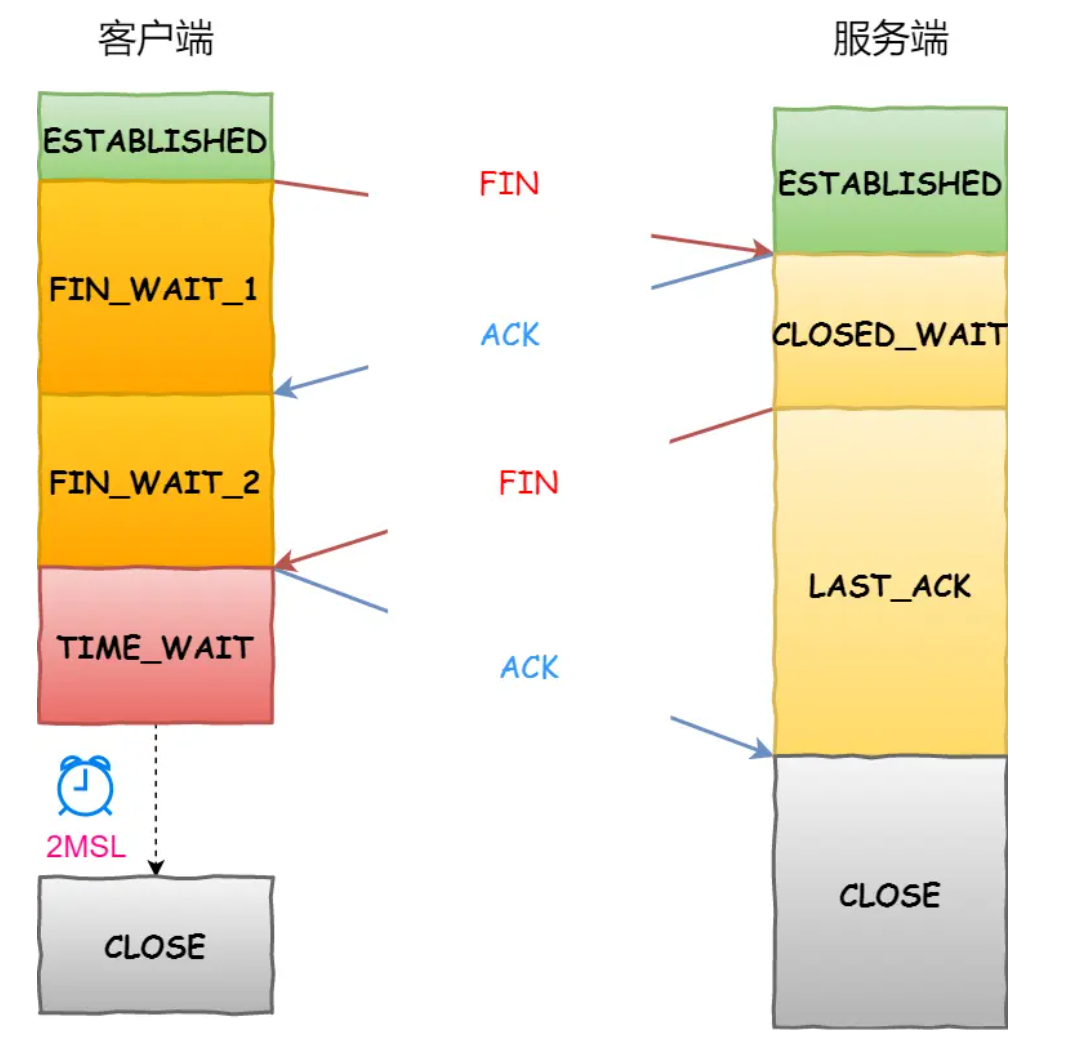 客户端
服务端
ESTABLISHED
FIN
ESTABLISHED
FIN_WAIT_1
ACK
CLOSED_WAIT
FIN_WAIT_2
FIN
LAST_ACK
TIME_WAIT
ACK
2MSL
CLOSE
CLOSE